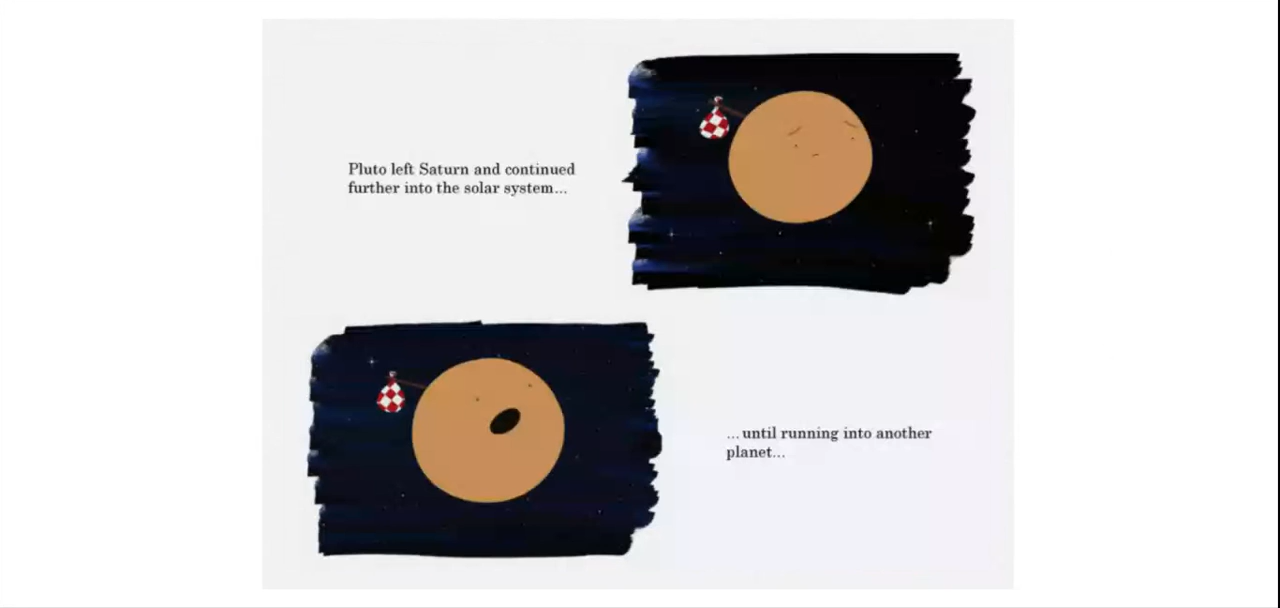 Pluto left Saturn and continued
further into the solar system...
...until running into another
planet...